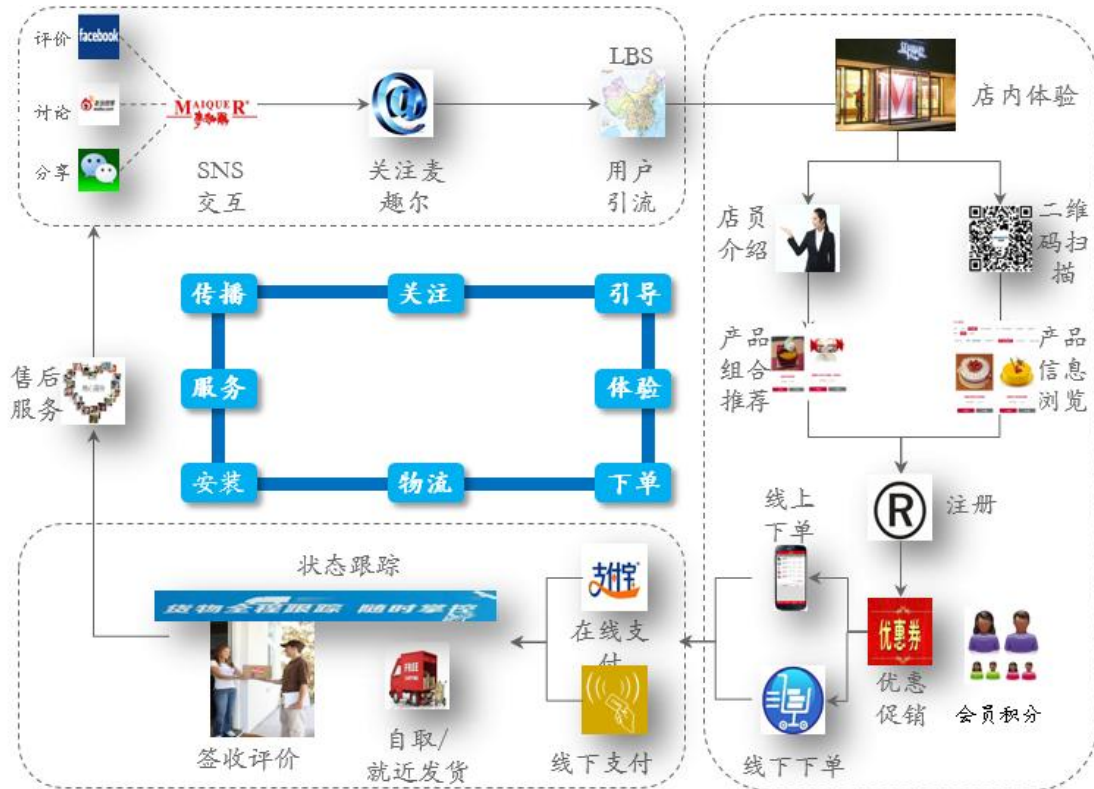 评价
facebook
讨论
weibo.com
分享
MAIQUER®
麦趣尔
SNS
交互
@
关注麦
趣尔
LBS
用户
引流
店内体验
M
店员
介绍
二维
码扫
描
产品
组合
推荐
产品
信息
浏览
®
注册
线上
下单
优惠券
优惠
促销
会员积分
线下下单
传播
关注
引导
服务
体验
安装
物流
下单
售后
服务
状态跟踪
货物全程跟踪 随时掌控
签收评价
FREE
自取/
就近发货
支付宝
在线支
付
线下支付